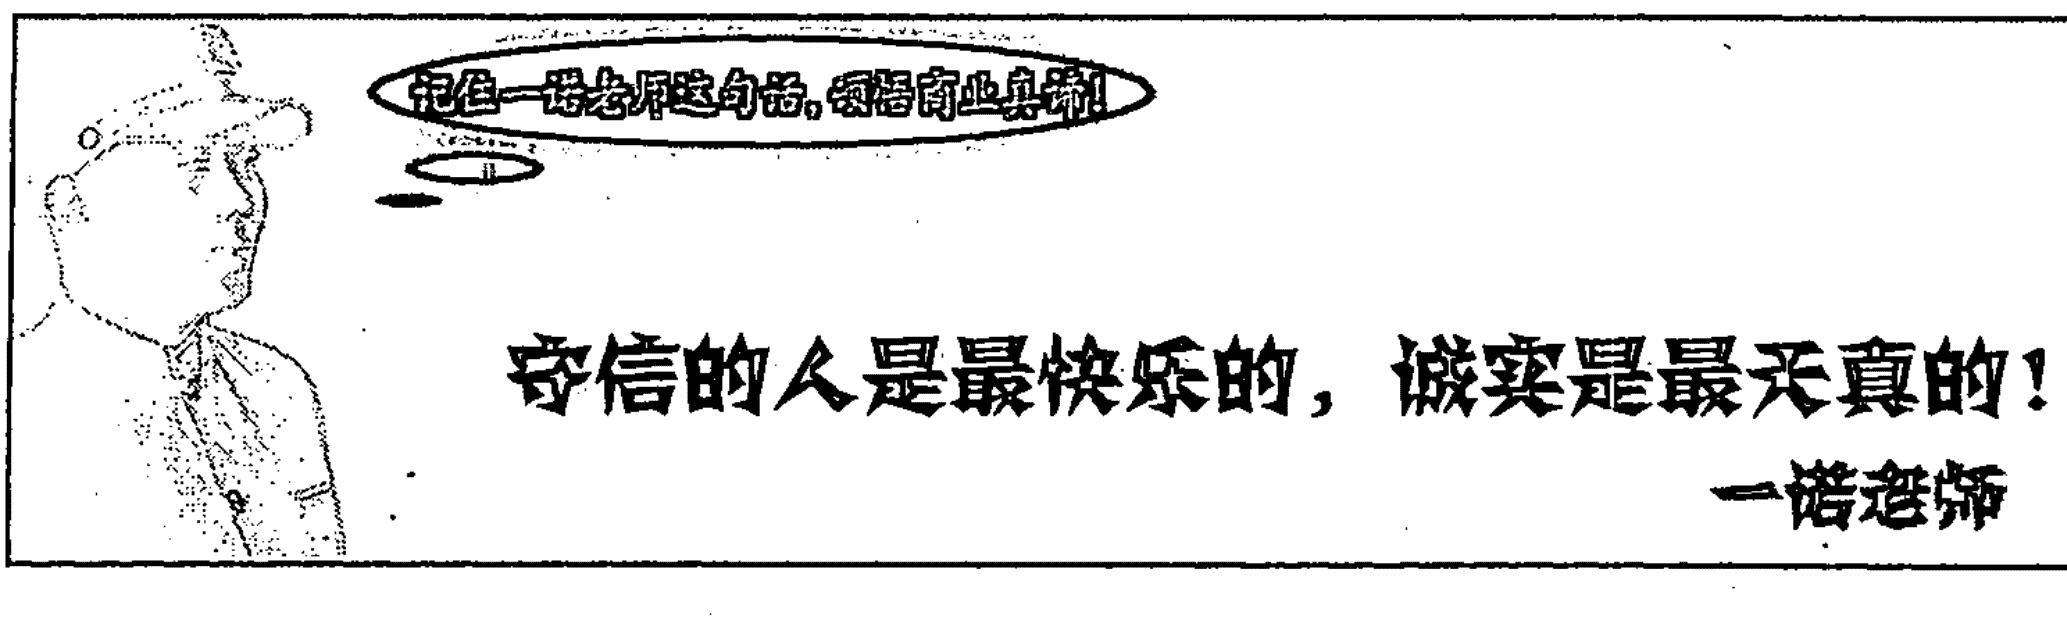 记住一诺老师这句话,领悟商业真谛!
守信的人是最快乐的，诚实是最天真的！
一诺老师